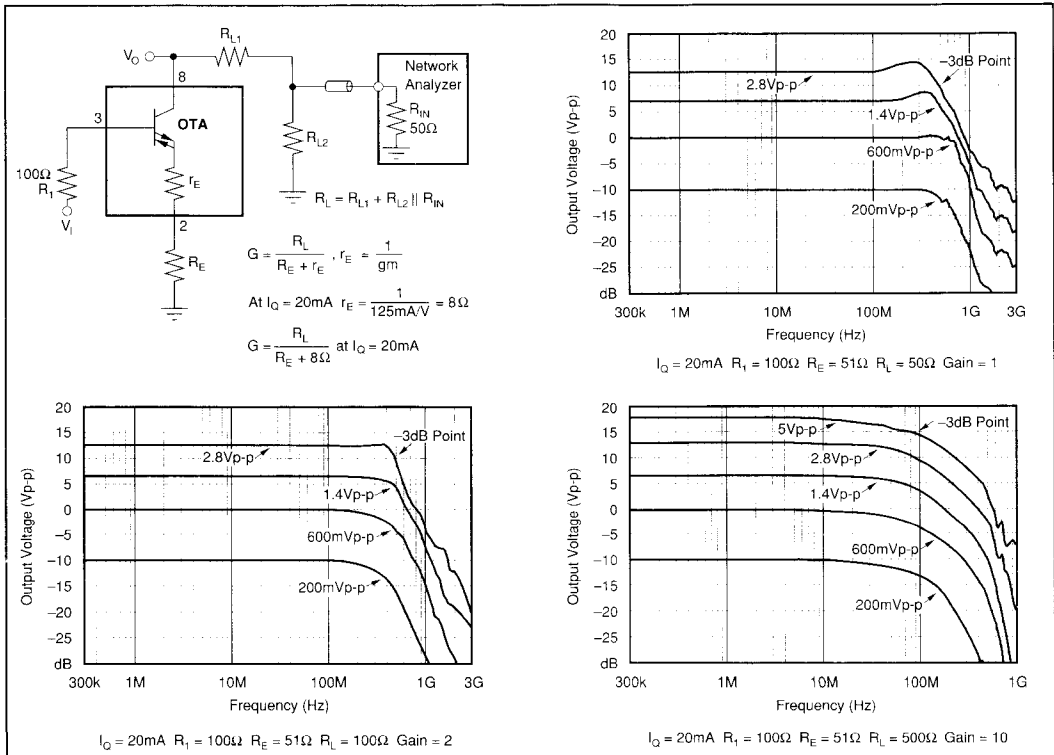 R_L1
V_O
8
Network
Analyzer
3
OTA
R_IN
50Ω
100Ω
R_1
R_L2
r_E
V_I
2
R_L = R_L1 + R_L2 || R_IN
R_E
G = R_L / (R_E + r_E) , r_E = 1 / gm
At I_Q = 20mA r_E = 1 / 125mA/V = 8Ω
G = R_L / (R_E + 8Ω) at I_Q = 20mA
20
15
10
5
0
−5
−10
−15
−20
−25
dB
Output Voltage (Vp-p)
−3dB Point
2.8Vp-p
1.4Vp-p
600mVp-p
200mVp-p
300k 1M 10M 100M 1G 3G
Frequency (Hz)
I_Q = 20mA R_1 = 100Ω R_E = 51Ω R_L = 50Ω Gain = 1
20
15
10
5
0
−5
−10
−15
−20
−25
dB
Output Voltage (Vp-p)
−3dB Point
2.8Vp-p
1.4Vp-p
600mVp-p
200mVp-p
300k 1M 10M 100M 1G 3G
Frequency (Hz)
I_Q = 20mA R_1 = 100Ω R_E = 51Ω R_L = 100Ω Gain = 2
20
15
10
5
0
−5
−10
−15
−20
−25
dB
Output Voltage (Vp-p)
−3dB Point
5Vp-p
2.8Vp-p
1.4Vp-p
600mVp-p
200mVp-p
300k 1M 10M 100M 1G
Frequency (Hz)
I_Q = 20mA R_1 = 100Ω R_E = 51Ω R_L = 500Ω Gain = 10